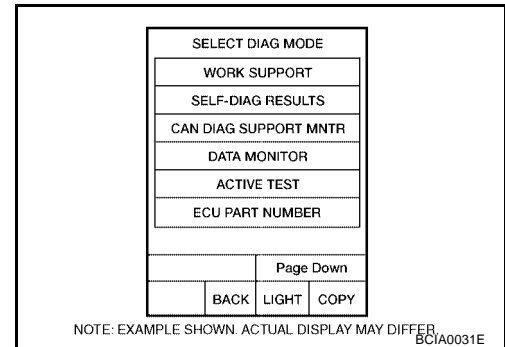 SELECT DIAG MODE
WORK SUPPORT
SELF-DIAG RESULTS
CAN DIAG SUPPORT MNTR
DATA MONITOR
ACTIVE TEST
ECU PART NUMBER
Page Down
BACK LIGHT COPY
NOTE: EXAMPLE SHOWN. ACTUAL DISPLAY MAY DIFFER.
BCIA0031E